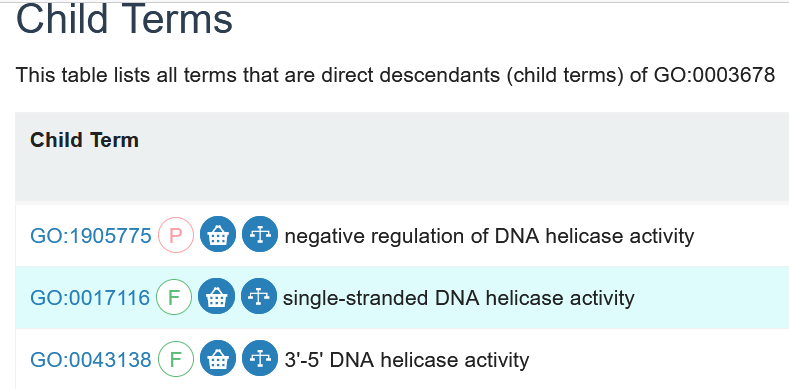 Child Terms
This table lists all terms that are direct descendants (child terms) of GO:0003678
Child Term
GO:1905775 P negative regulation of DNA helicase activity
GO:0017116 F single-stranded DNA helicase activity
GO:0043138 F 3'-5' DNA helicase activity